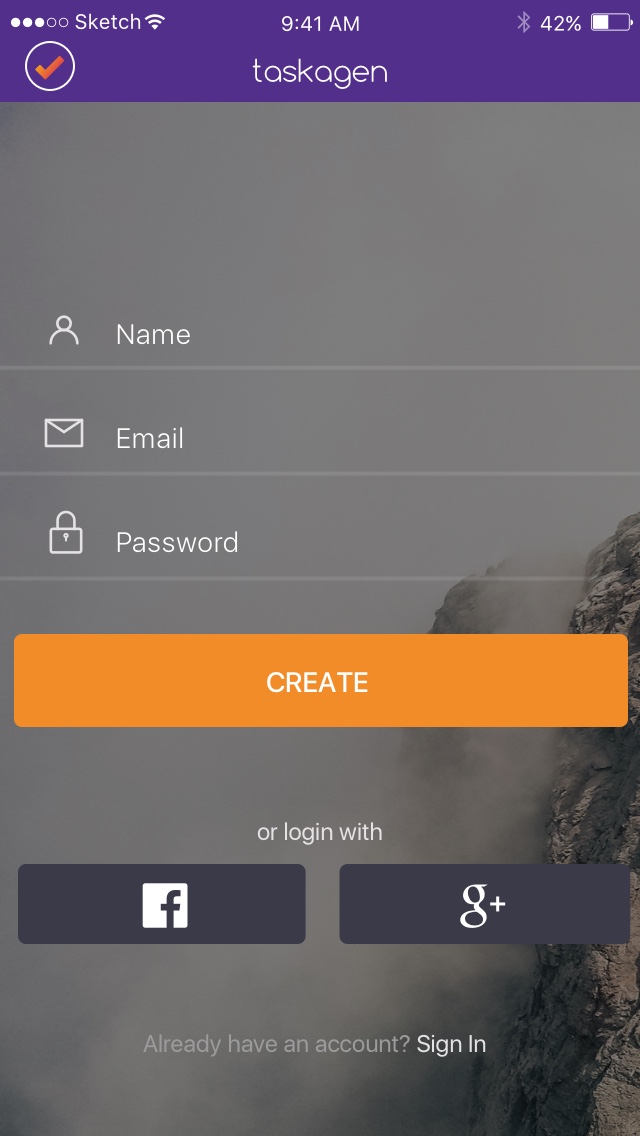 Sketch 9:41 AM 42%
taskagen
Name
Email
Password
CREATE
or login with
f g+
Already have an account? Sign In